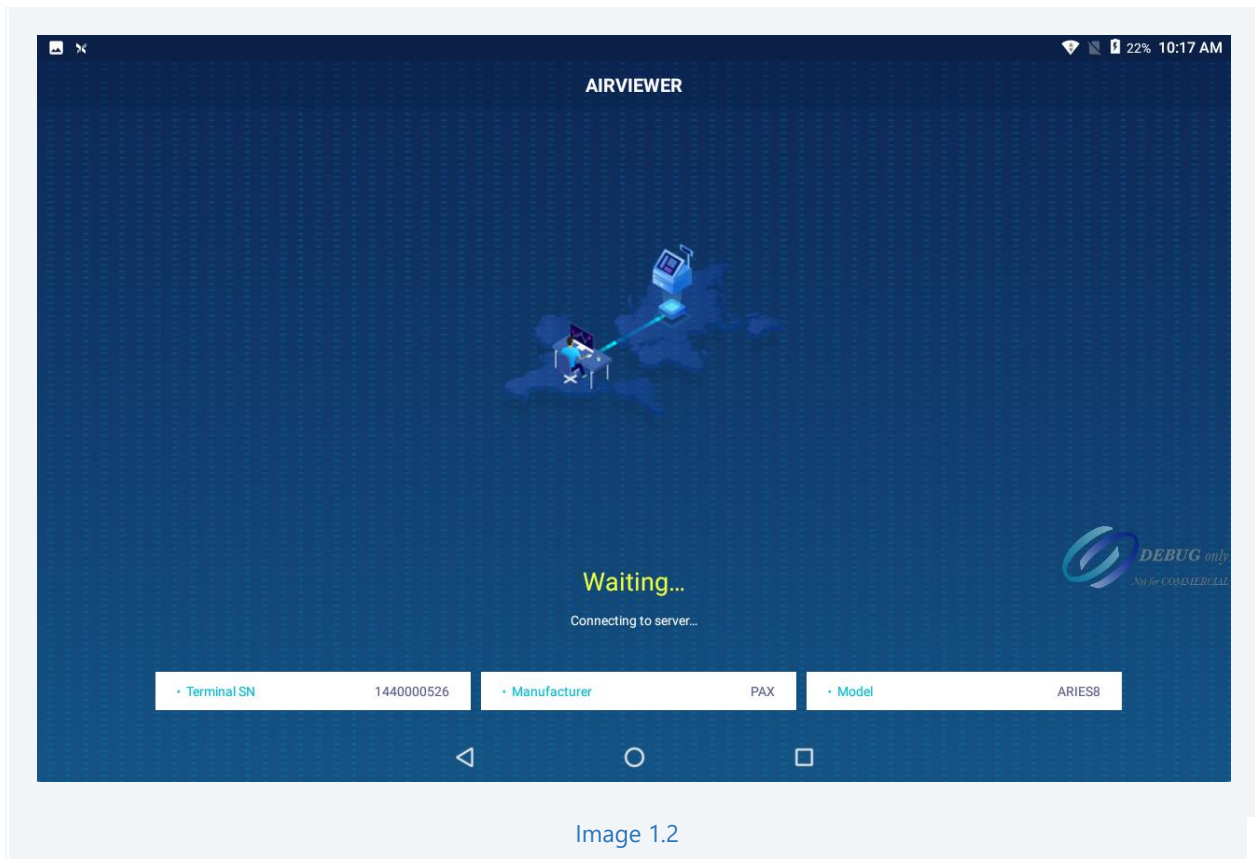 22% 10:17 AM
AIRVIEWER
DEBUG only
Not for COMMERCIAL
Waiting...
Connecting to server...
• Terminal SN 1440000526 • Manufacturer PAX • Model ARIES8
Image 1.2